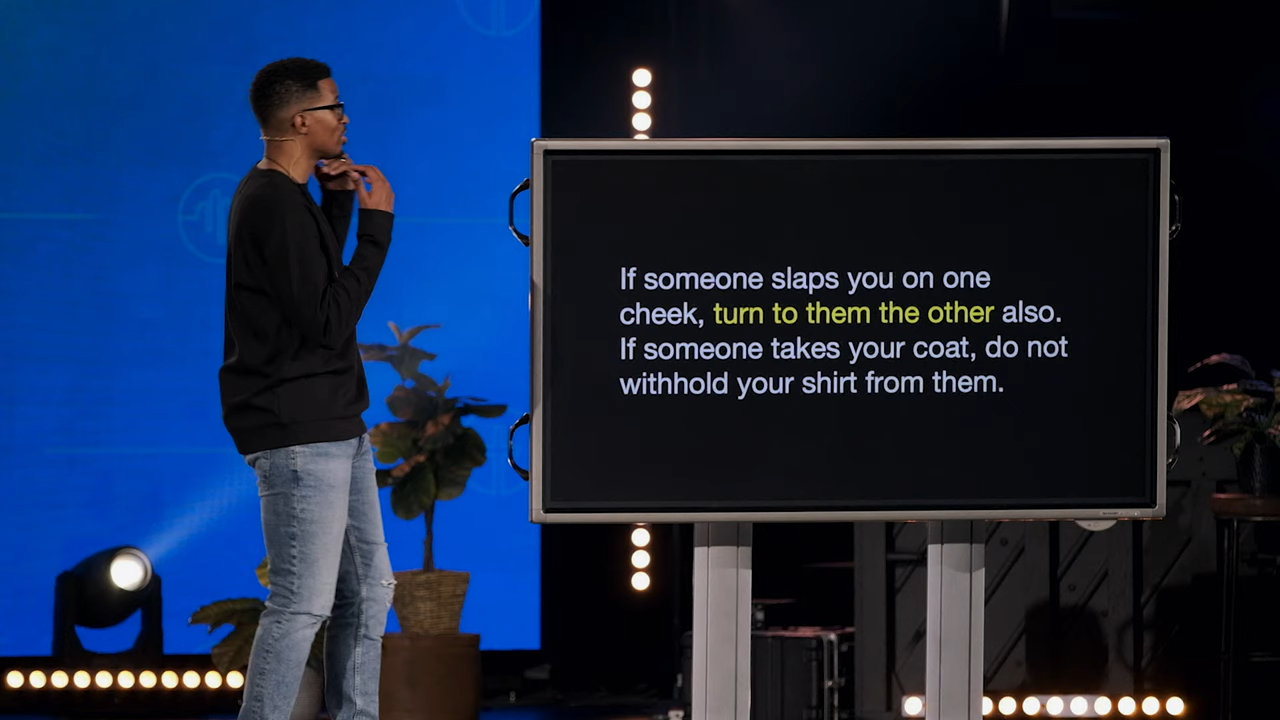 If someone slaps you on one
cheek, turn to them the other also.
If someone takes your coat, do not
withhold your shirt from them.